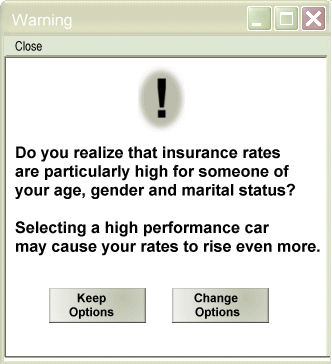 Warning
Close
!
Do you realize that insurance rates
are particularly high for someone of
your age, gender and marital status?
Selecting a high performance car
may cause your rates to rise even more.
Keep
Options
Change
Options